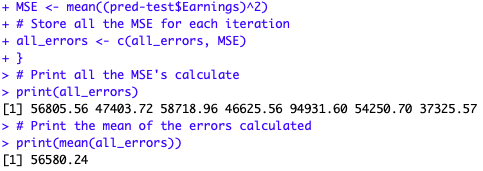 + MSE <- mean((pred-test$Earnings)^2)
+ # Store all the MSE for each iteration
+ all_errors <- c(all_errors, MSE)
+ }
> # Print all the MSE's calculate
> print(all_errors)
[1] 56805.56 47403.72 58718.96 46625.56 94931.60 54250.70 37325.57
> # Print the mean of the errors calculated
> print(mean(all_errors))
[1] 56580.24